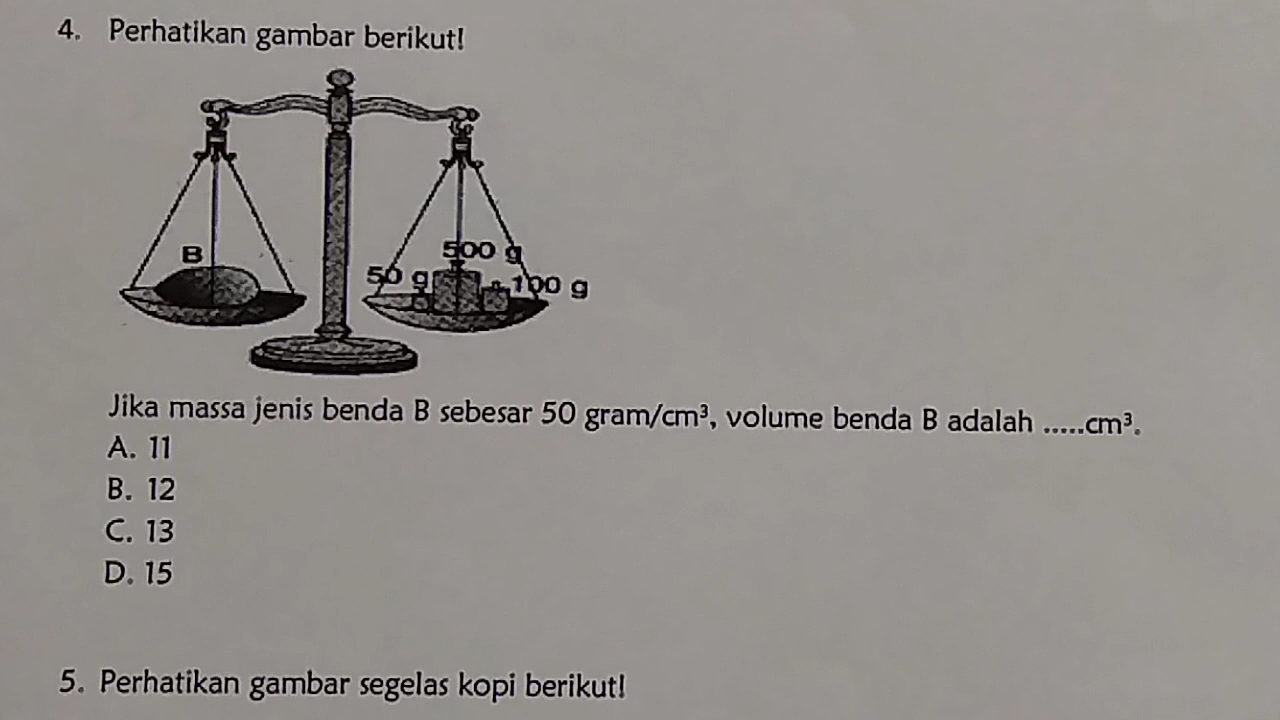 4. Perhatikan gambar berikut!
B
500 g
50 g
100 g
Jika massa jenis benda B sebesar 50 gram/cm³, volume benda B adalah .....cm³.
A. 11
B. 12
C. 13
D. 15
5. Perhatikan gambar segelas kopi berikut!